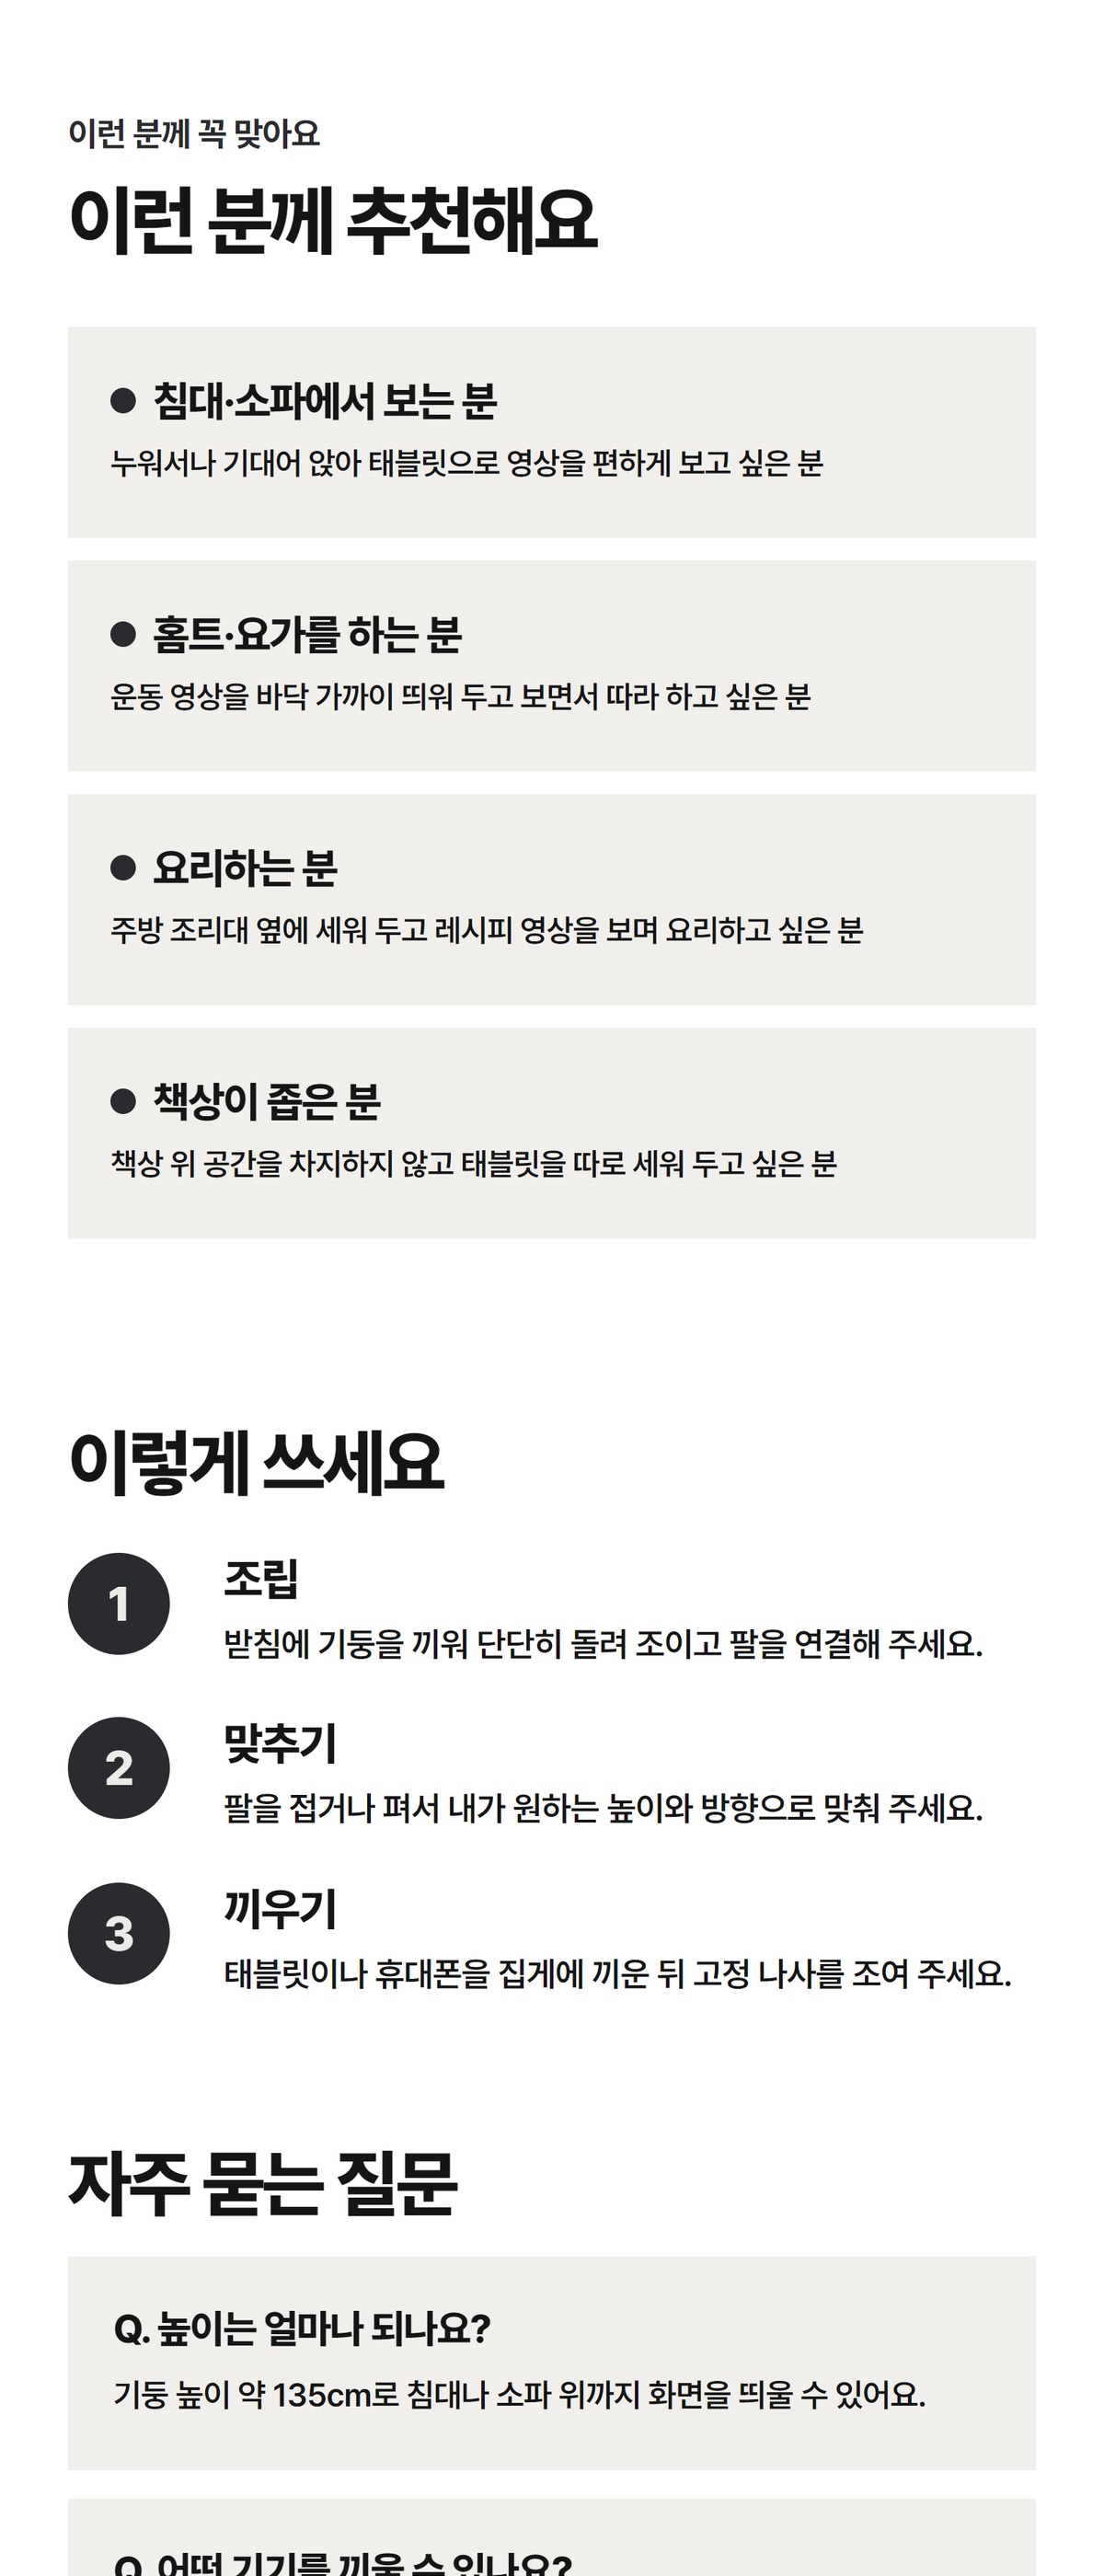 이런 분께 꼭 맞아요
이런 분께 추천해요
침대·소파에서 보는 분
누워서나 기대어 앉아 태블릿으로 영상을 편하게 보고 싶은 분
홈트·요가를 하는 분
운동 영상을 바닥 가까이 띄워 두고 보면서 따라 하고 싶은 분
요리하는 분
주방 조리대 옆에 세워 두고 레시피 영상을 보며 요리하고 싶은 분
책상이 좁은 분
책상 위 공간을 차지하지 않고 태블릿을 따로 세워 두고 싶은 분
이렇게 쓰세요
1
조립
받침에 기둥을 끼워 단단히 돌려 조이고 팔을 연결해 주세요.
2
맞추기
팔을 접거나 펴서 내가 원하는 높이와 방향으로 맞춰 주세요.
3
끼우기
태블릿이나 휴대폰을 집게에 끼운 뒤 고정 나사를 조여 주세요.
자주 묻는 질문
Q. 높이는 얼마나 되나요?
기둥 높이 약 135cm로 침대나 소파 위까지 화면을 띄울 수 있어요.
Q. 어떤 기기를 끼울 수 있나요?